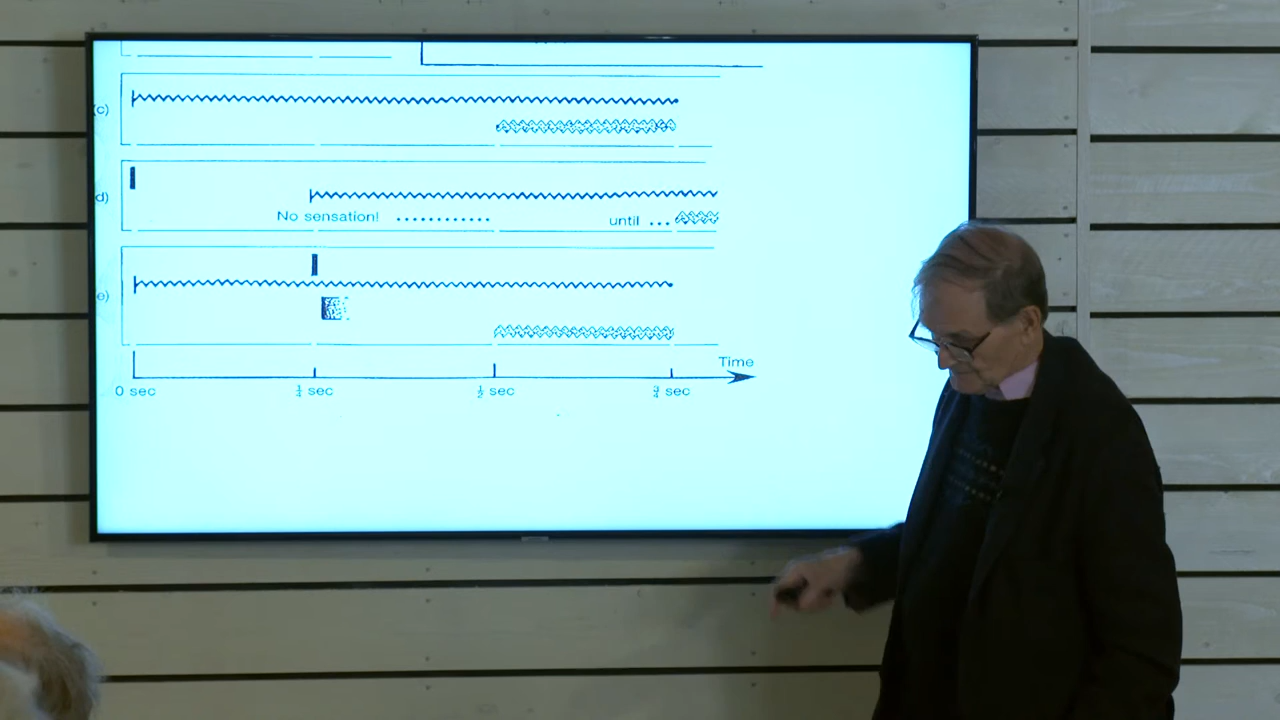 (c)
d)
No sensation! ............ until ...
e)
Time
0 sec ¼ sec ½ sec ¾ sec